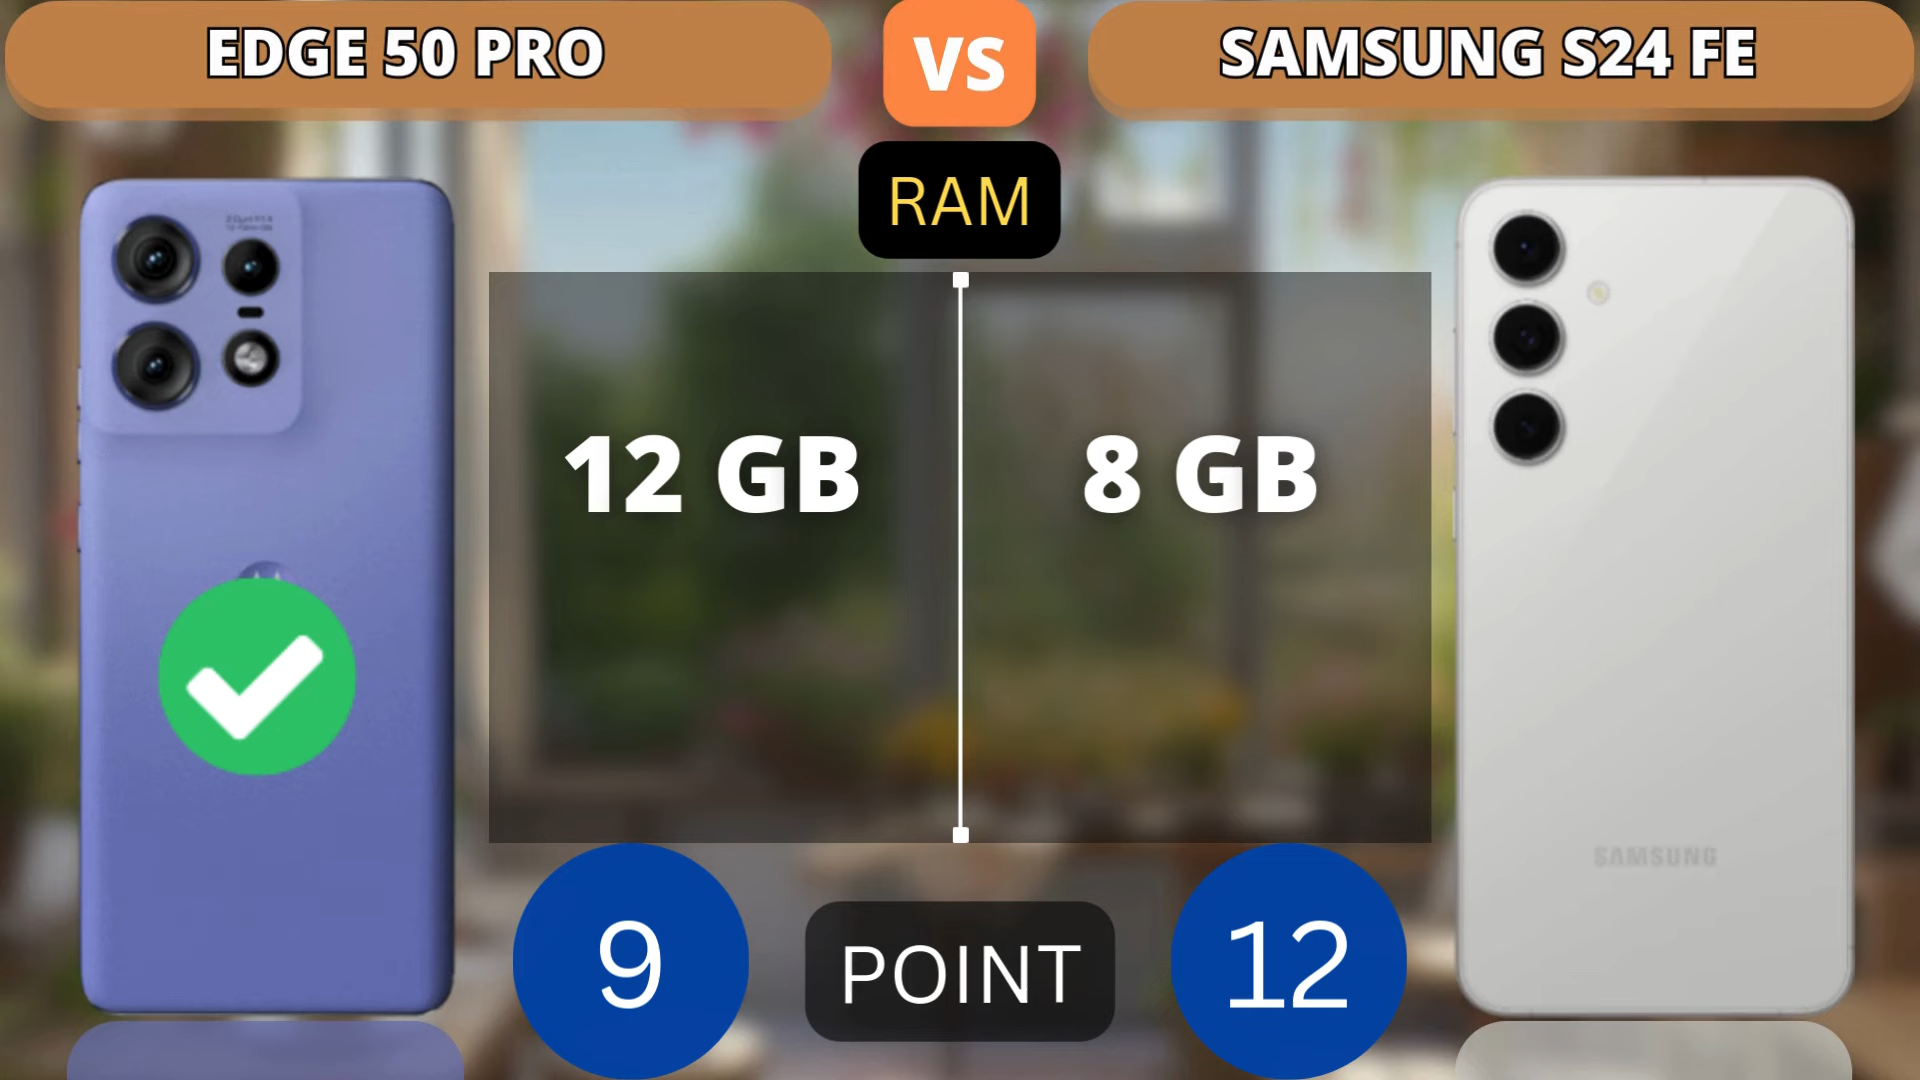 EDGE 50 PRO
VS
SAMSUNG S24 FE
RAM
12 GB
8 GB
SAMSUNG
9
POINT
12